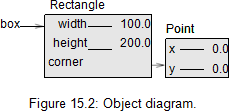 Rectangle
box
width 100.0
height 200.0
corner
Point
x 0.0
y 0.0
Figure 15.2: Object diagram.